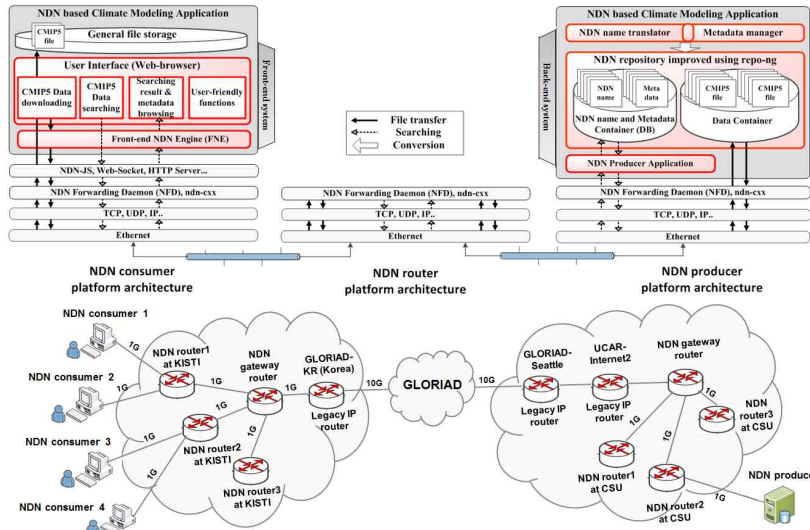 NDN based Climate Modeling Application
CMIP5
file
General file storage
User Interface (Web-browser)
CMIP5 Data
downloading
CMIP5
Data
searching
Searching
result &
metadata
browsing
User-friendly
functions
Front-end NDN Engine (FNE)
Front-end system
NDN-JS, Web-Socket, HTTP Server...
NDN Forwarding Daemon (NFD), ndn-cxx
TCP, UDP, IP..
Ethernet
File transfer
Searching
Conversion
NDN Forwarding Daemon (NFD), ndn-cxx
TCP, UDP, IP..
Ethernet
NDN based Climate Modeling Application
NDN name translator
Metadata manager
NDN repository improved using repo-ng
NDN
name
Meta
data
CMIP5
file
CMIP5
file
NDN name and Metadata
Container (DB)
Data Container
NDN Producer Application
Back-end system
NDN Forwarding Daemon (NFD), ndn-cxx
TCP, UDP, IP..
Ethernet
NDN consumer
platform architecture
NDN router
platform architecture
NDN producer
platform architecture
NDN consumer 1
NDN consumer 2
NDN consumer 3
NDN consumer 4
1G
1G
1G
1G
NDN router1
at KISTI
NDN router2
at KISTI
NDN router3
at KISTI
1G
1G
1G
1G
NDN
gateway
router
GLORIAD-
KR (Korea)
Legacy IP
router
10G
GLORIAD
10G
GLORIAD-
Seattle
Legacy IP
router
UCAR-
Internet2
Legacy IP
router
NDN gateway
router
1G
1G
1G
NDN
router3
at CSU
NDN router1
at CSU
NDN router2
at CSU
1G
NDN produce